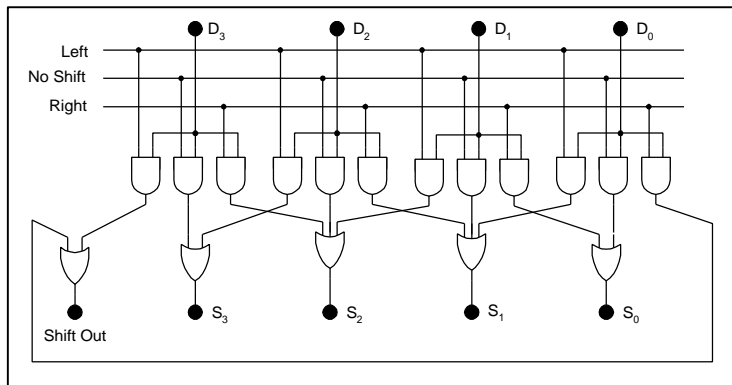 D3 D2 D1 D0
Left
No Shift
Right
S3 S2 S1 S0
Shift Out